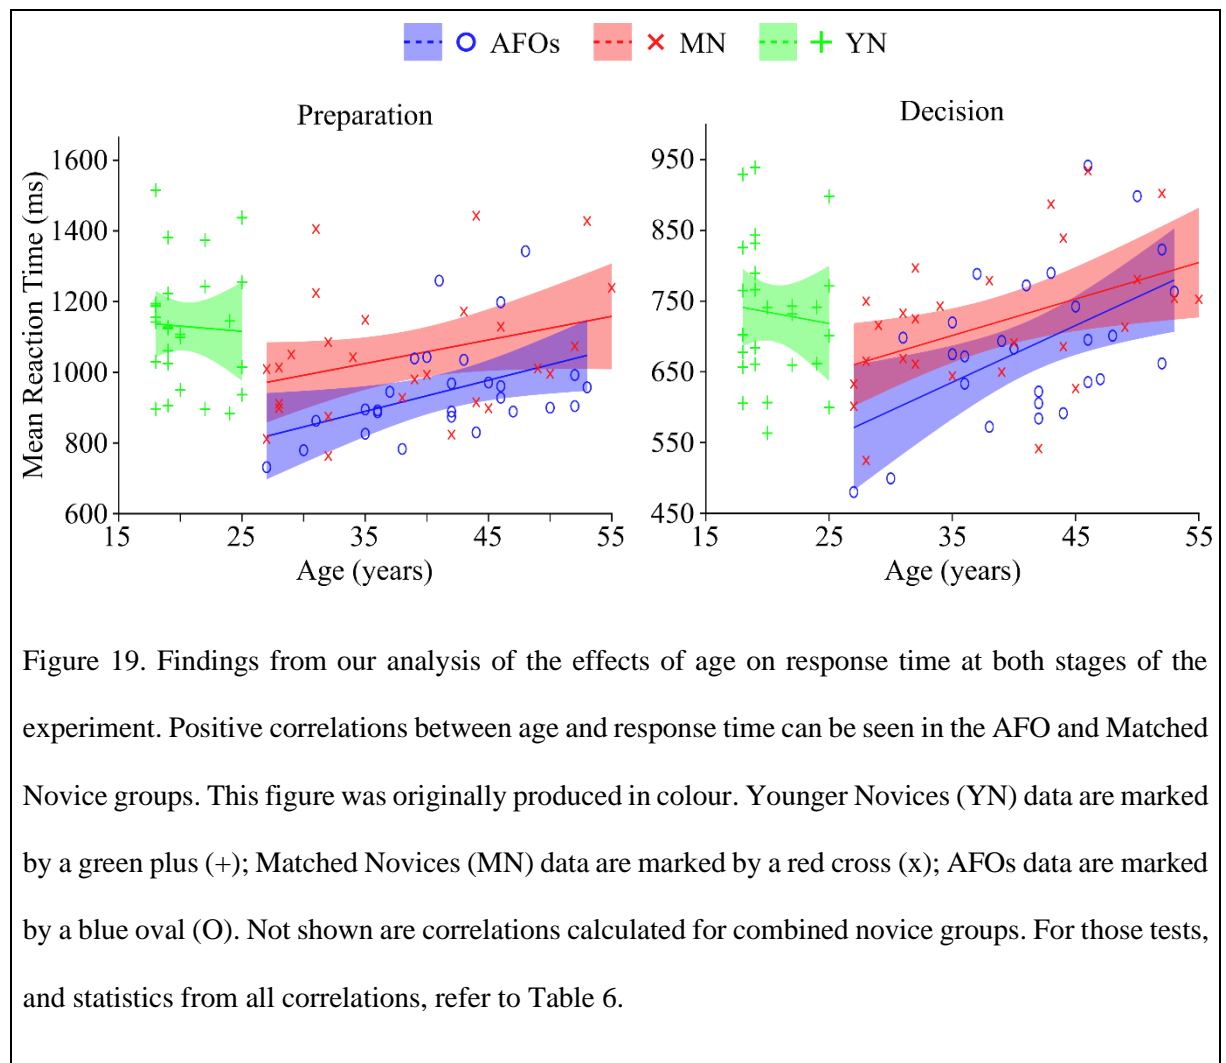 AFOs MN YN
Preparation
Decision
Mean Reaction Time (ms)
1600
1400
1200
1000
800
600
15 25 35 45 55
Age (years)
950
850
750
650
550
450
15 25 35 45 55
Age (years)
Figure 19. Findings from our analysis of the effects of age on response time at both stages of the
experiment. Positive correlations between age and response time can be seen in the AFO and Matched
Novice groups. This figure was originally produced in colour. Younger Novices (YN) data are marked
by a green plus (+); Matched Novices (MN) data are marked by a red cross (x); AFOs data are marked
by a blue oval (O). Not shown are correlations calculated for combined novice groups. For those tests,
and statistics from all correlations, refer to Table 6.